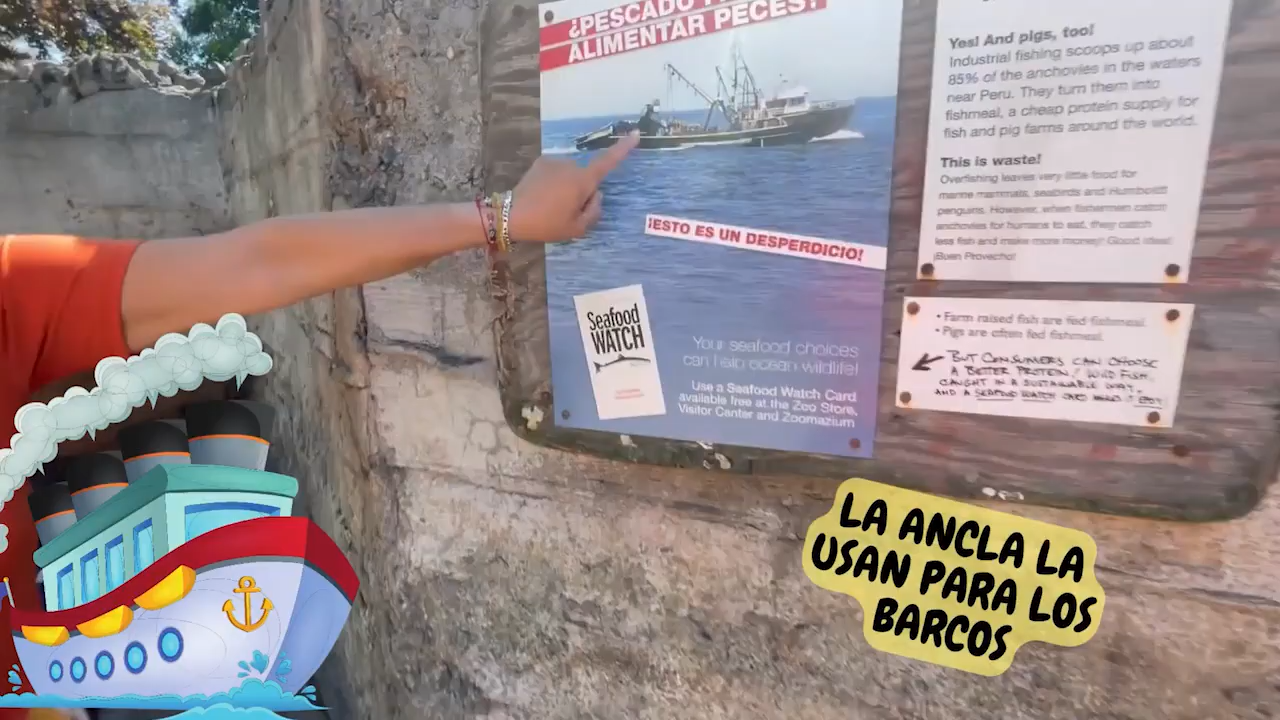 ¿PESCADO
ALIMENTAR PECES?
¡ESTO ES UN DESPERDICIO!
Seafood
WATCH
Your seafood choices
can help ocean wildlife!
Use a Seafood Watch Card
available free at the Zoo Store,
Visitor Center and Zoomazium
Yes! And pigs, too!
Industrial fishing scoops up about
85% of the anchovies in the waters
near Peru. They turn them into
fishmeal, a cheap protein supply for
fish and pig farms around the world.
This is waste!
Overfishing leaves very little food for
marine mammals, seabirds and Humboldt
penguins. However, when fishermen catch
anchovies for humans to eat, they catch
less fish and make more money! Good idea!
¡Buen Provecho!
• Farm raised fish are fed fishmeal.
• Pigs are often fed fishmeal.
BUT CONSUMERS CAN CHOOSE
A BETTER PROTEIN! WILD FISH,
CAUGHT IN A SUSTAINABLE WAY,
AND A SEAFOOD WATCH CARD MAKES IT EASY!
LA ANCLA LA
USAN PARA LOS
BARCOS